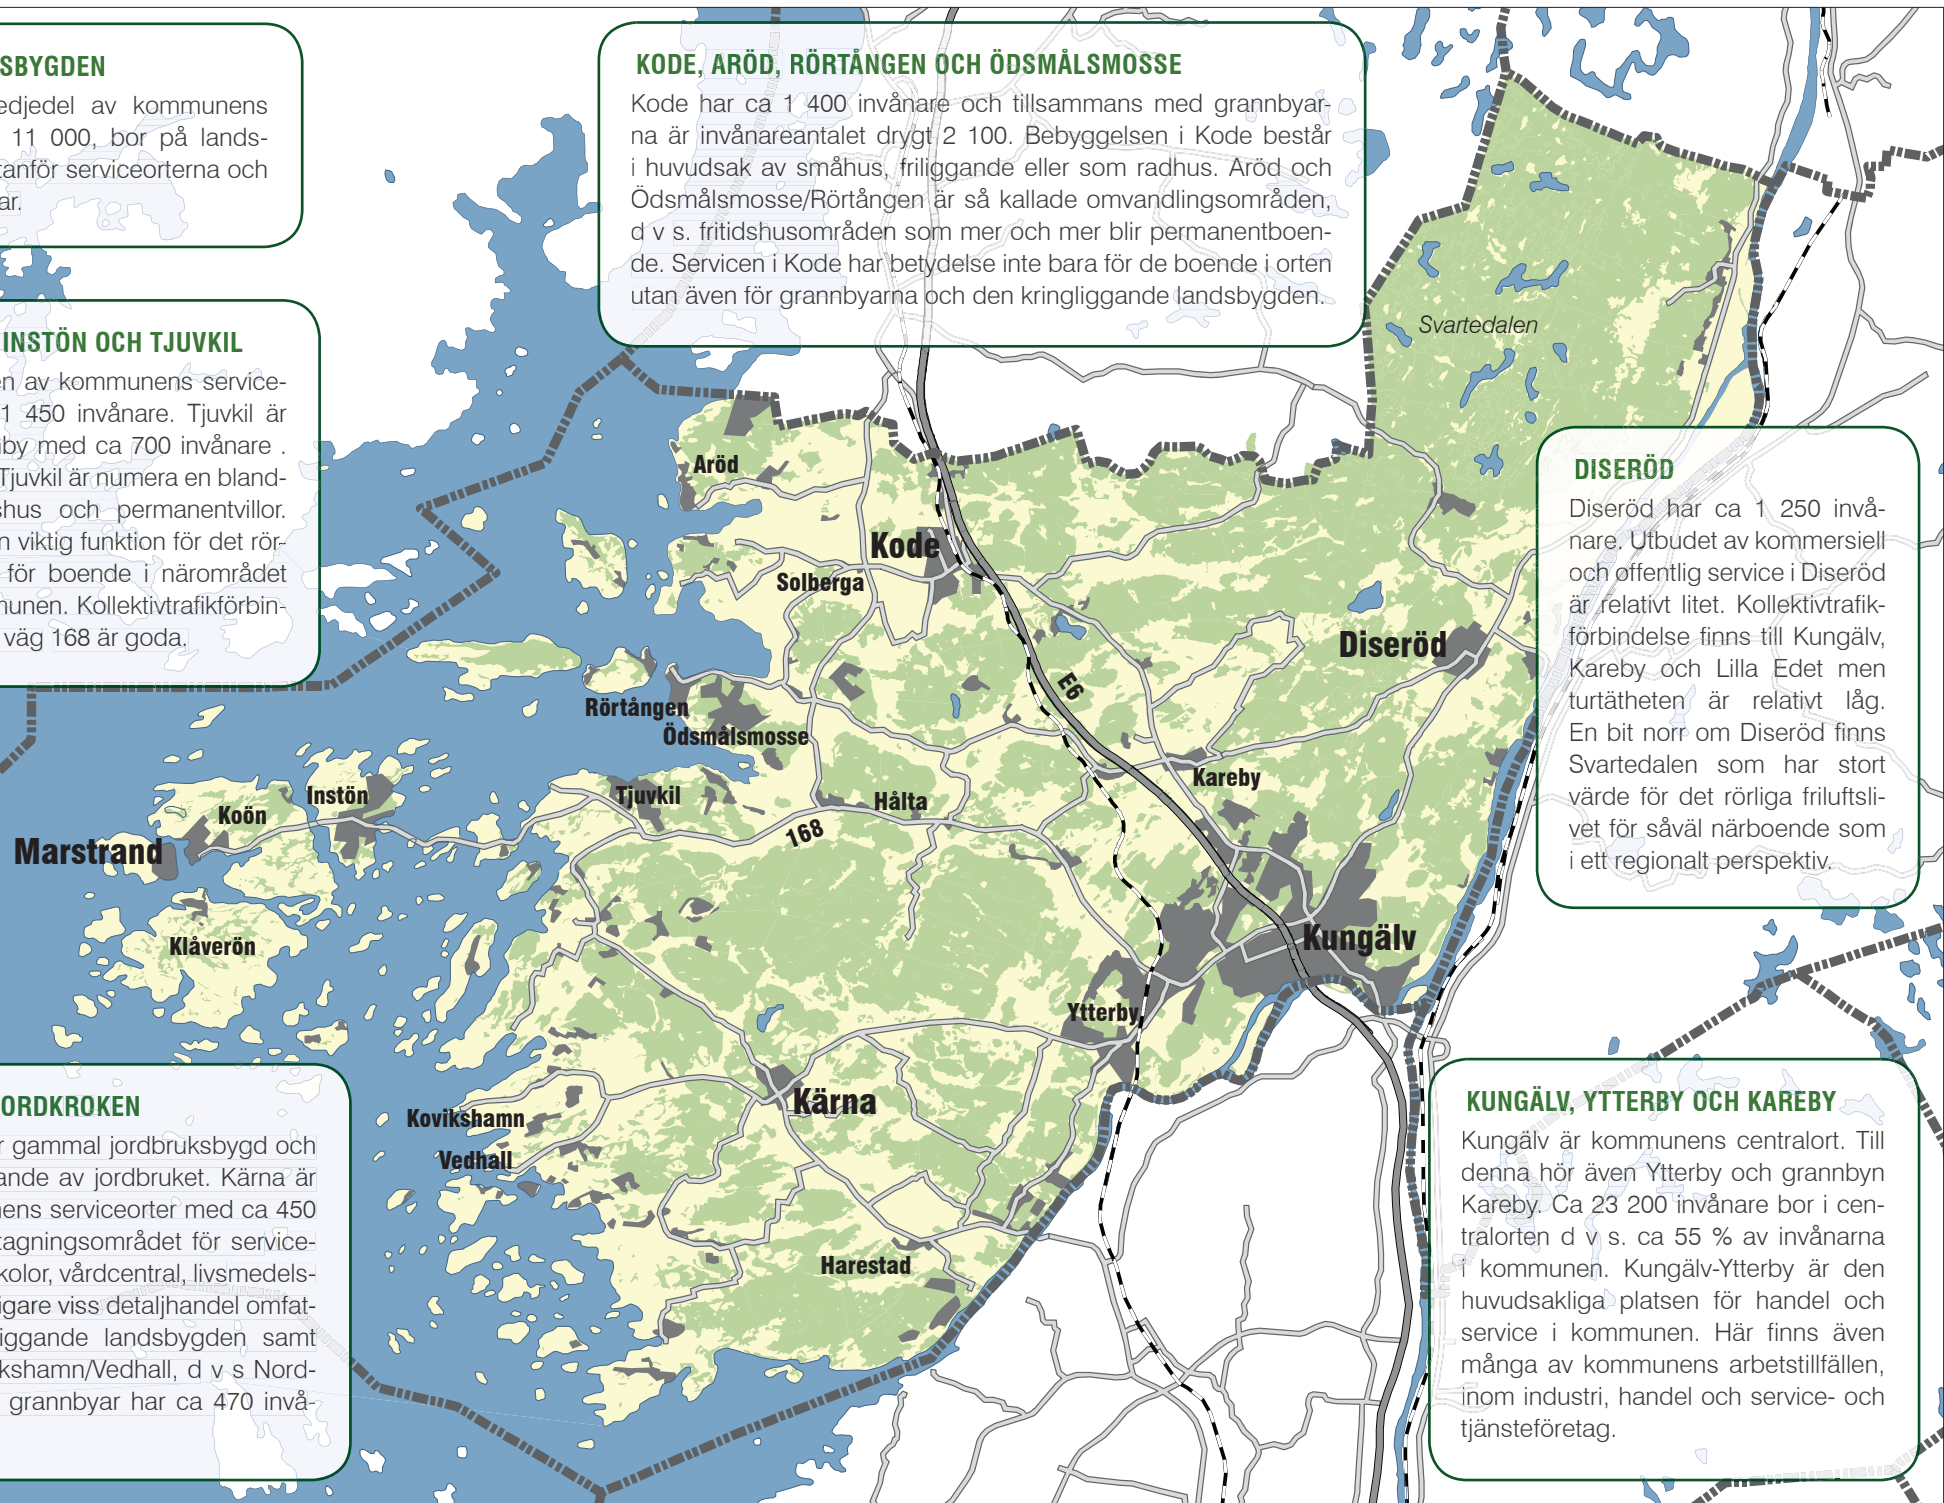 SBYGDEN
edjedel av kommunens
11 000, bor på lands-
tanför serviceorterna och
ar.
INSTÖN OCH TJUVKIL
en av kommunens service-
1 450 invånare. Tjuvkil är
by med ca 700 invånare .
Tjuvkil är numera en bland-
shus och permanentvillor.
n viktig funktion för det rör-
för boende i närområdet
munen. Kollektivtrafikförbin-
väg 168 är goda.
ORDKROKEN
r gammal jordbruksbygd och
ande av jordbruket. Kärna är
nens serviceorter med ca 450
tagningsområdet för service-
kolor, vårdcentral, livsmedels-
igare viss detaljhandel omfat-
iggande landsbygden samt
kshamn/Vedhall, d v s Nord-
grannbyar har ca 470 invå-
KODE, ARÖD, RÖRTÅNGEN OCH ÖDSMÅLSMOSSE
Kode har ca 1 400 invånare och tillsammans med grannbyar-
na är invånareantalet drygt 2 100. Bebyggelsen i Kode består
i huvudsak av småhus, friliggande eller som radhus. Aröd och
Ödsmålsmosse/Rörtången är så kallade omvandlingsområden,
d v s. fritidshusområden som mer och mer blir permanentboen-
de. Servicen i Kode har betydelse inte bara för de boende i orten
utan även för grannbyarna och den kringliggande landsbygden.
Svartedalen
Aröd
Kode
Solberga
Diseröd
E6
Rörtången
Ödsmålsmosse
Kareby
Tjuvkil
Instön
Koön
Hålta
168
Marstrand
Klåverön
Kungälv
Ytterby
Kärna
Kovikshamn
Vedhall
Harestad
DISERÖD
Diseröd har ca 1 250 invå-
nare. Utbudet av kommersiell
och offentlig service i Diseröd
är relativt litet. Kollektivtrafik-
förbindelse finns till Kungälv,
Kareby och Lilla Edet men
turtätheten är relativt låg.
En bit norr om Diseröd finns
Svartedalen som har stort
värde för det rörliga friluftsli-
vet för såväl närboende som
i ett regionalt perspektiv.
KUNGÄLV, YTTERBY OCH KAREBY
Kungälv är kommunens centralort. Till
denna hör även Ytterby och grannbyn
Kareby. Ca 23 200 invånare bor i cen-
tralorten d v s. ca 55 % av invånarna
i kommunen. Kungälv-Ytterby är den
huvudsakliga platsen för handel och
service i kommunen. Här finns även
många av kommunens arbetstillfällen,
inom industri, handel och service- och
tjänsteföretag.